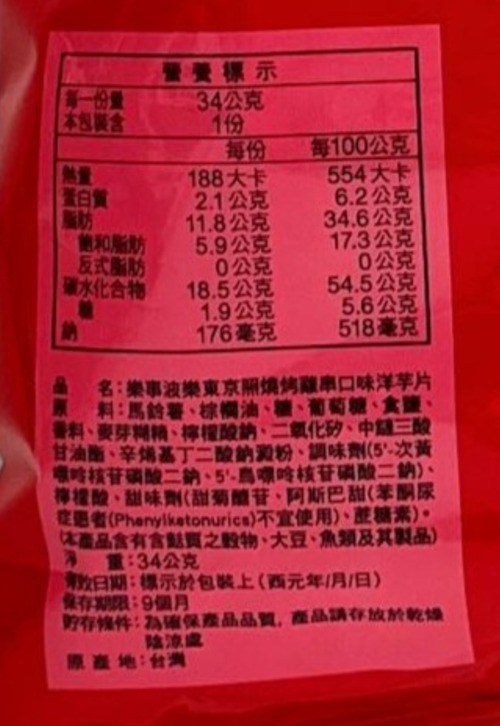 營養標示
每一份量 34公克
本包裝含 1份
每份 每100公克
熱量 188大卡 554大卡
蛋白質 2.1公克 6.2公克
脂肪 11.8公克 34.6公克
飽和脂肪 5.9公克 17.3公克
反式脂肪 0公克 0公克
碳水化合物 18.5公克 54.5公克
糖 1.9公克 5.6公克
鈉 176毫克 518毫克
品 名:樂事波樂東京照燒烤雞串口味洋芋片
原 料:馬鈴薯、棕櫚油、糖、葡萄糖、食鹽、
香料、麥芽糊精、檸檬酸鈉、二氧化矽、中鏈三酸
甘油酯、辛烯基丁二酸鈉澱粉、調味劑(5'-次黃
嘌呤核苷磷酸二鈉、5'-鳥嘌呤核苷磷酸二鈉)、
檸檬酸、甜味劑(甜菊醣苷、阿斯巴甜(苯酮尿
症患者(Phenylketonurics)不宜使用)、蔗糖素)。
(本產品含有含麩質之穀物、大豆、魚類及其製品)
淨 重:34公克
有效日期:標示於包裝上(西元年/月/日)
保存期限:9個月
貯存條件:為確保產品品質,產品請存放於乾燥
陰涼處
原產地:台灣